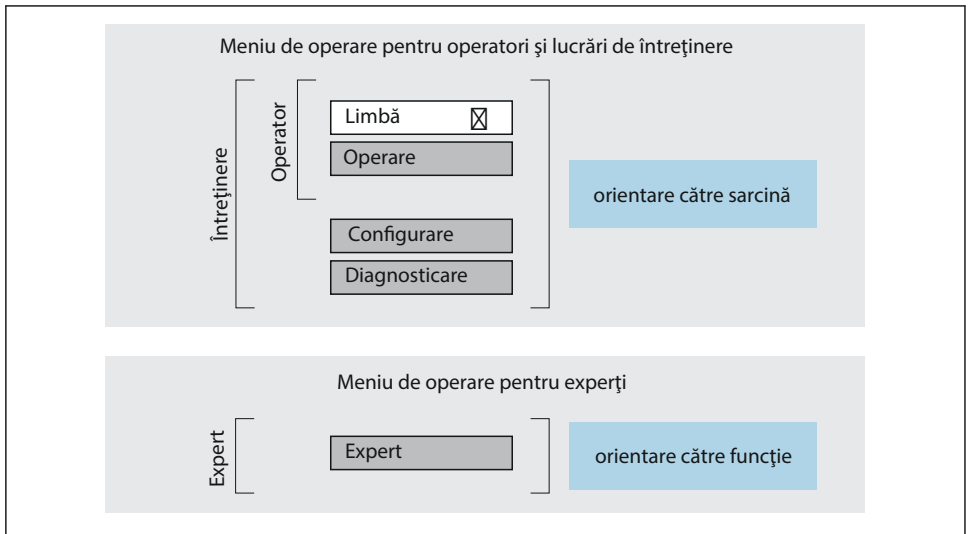 Meniu de operare pentru operatori şi lucrări de întreţinere
Întreţinere
Operator
Limbă
Operare
Configurare
Diagnosticare
orientare către sarcină
Meniu de operare pentru experţi
Expert
Expert
orientare către funcţie